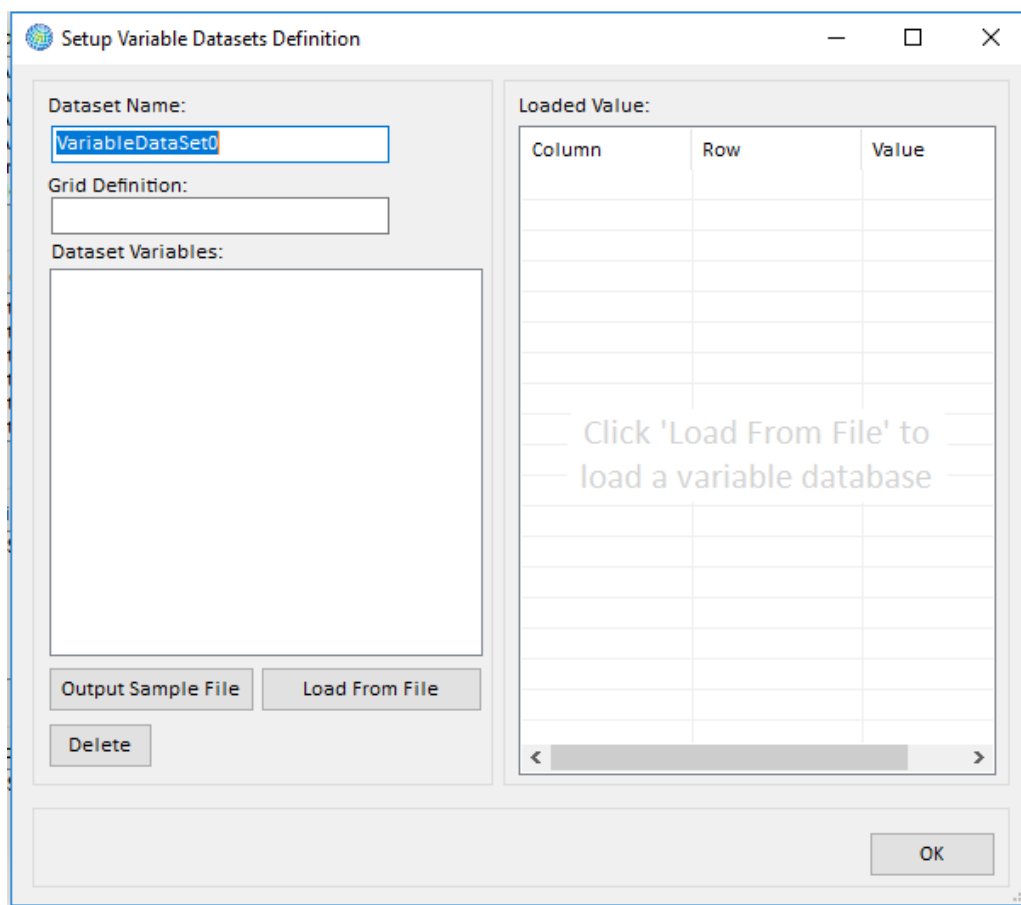 Setup Variable Datasets Definition
Dataset Name:
VariableDataSet0
Grid Definition:
Dataset Variables:
Output Sample File
Load From File
Delete
Loaded Value:
Column Row Value
Click 'Load From File' to
load a variable database
OK